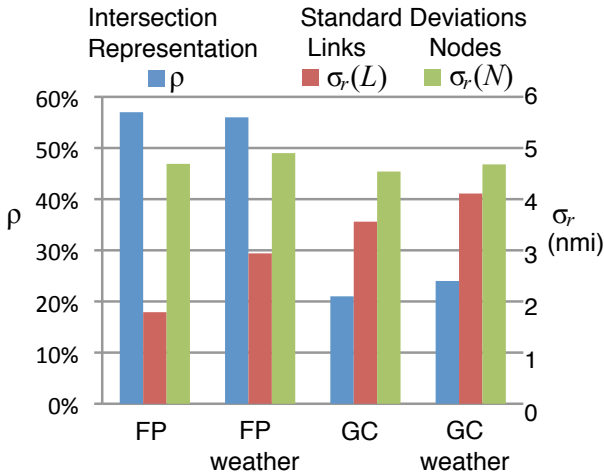 Intersection Representation
ρ
Standard Deviations
Links Nodes
σr(L) σr(N)
60%
50%
40%
30%
20%
10%
0%
ρ
6
5
4
3
2
1
0
σr
(nmi)
FP
FP weather
GC
GC weather